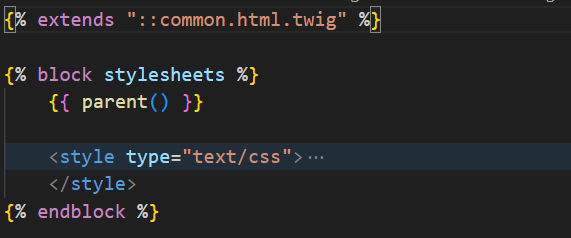 {% extends "::common.html.twig" %}
{% block stylesheets %}
{{ parent() }}
<style type="text/css">⋯
</style>
{% endblock %}